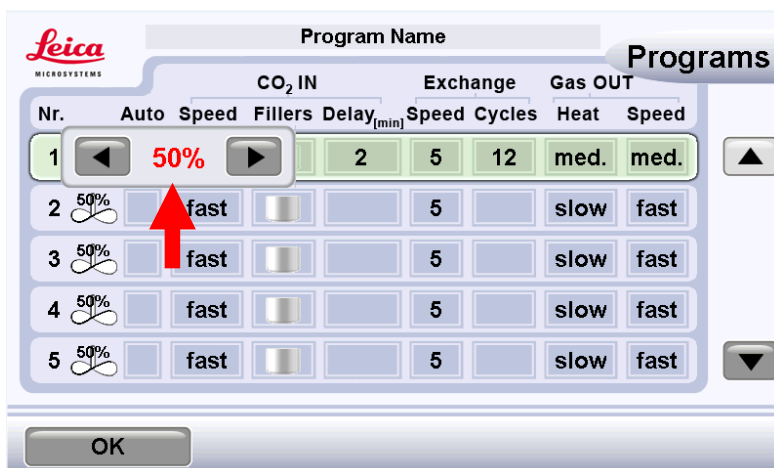 Leica
MICROSYSTEMS
Program Name
Programs
CO2 IN Exchange Gas OUT
Nr. Auto Speed Fillers Delay[min] Speed Cycles Heat Speed
1 50% 2 5 12 med. med.
2 50% fast 5 slow fast
3 50% fast 5 slow fast
4 50% fast 5 slow fast
5 50% fast 5 slow fast
OK